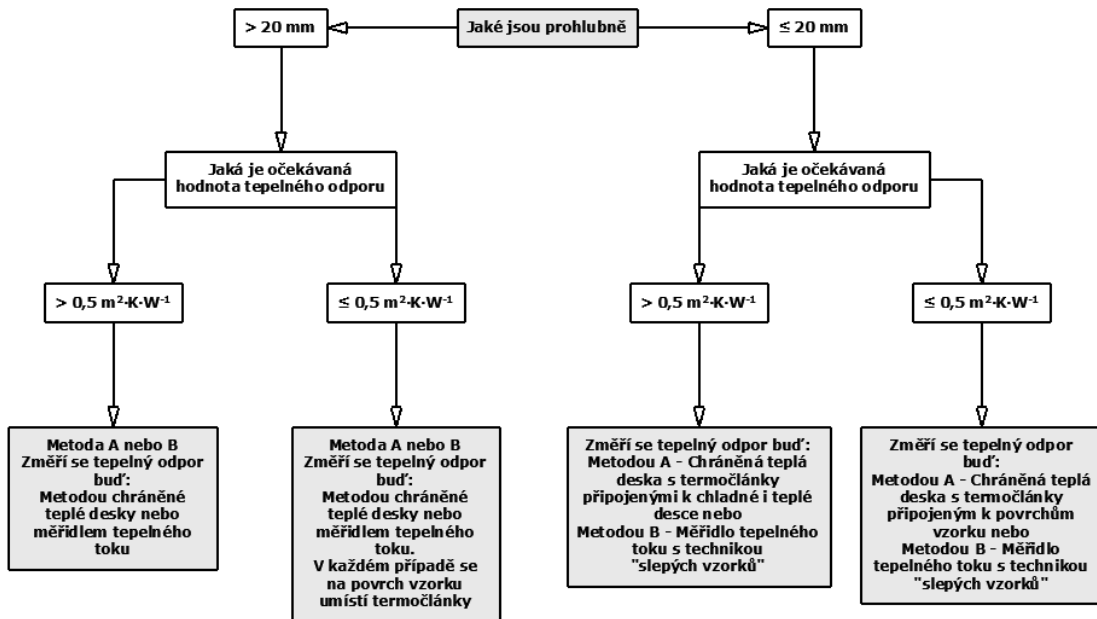 > 20 mm
Jaké jsou prohlubně
≤ 20 mm
Jaká je očekávaná
hodnota tepelného odporu
Jaká je očekávaná
hodnota tepelného odporu
> 0,5 m²·K·W⁻¹
≤ 0,5 m²·K·W⁻¹
> 0,5 m²·K·W⁻¹
≤ 0,5 m²·K·W⁻¹
Metoda A nebo B
Změří se tepelný odpor
buď:
Metodou chráněné
teplé desky nebo
měřidlem tepelného
toku
Metoda A nebo B
Změří se tepelný odpor
buď:
Metodou chráněné
teplé desky nebo
měřidlem tepelného
toku.
V každém případě se
na povrch vzorku
umístí termočlánky
Změří se tepelný odpor buď:
Metodou A - Chráněná teplá
deska s termočlánky
připojenými k chladné i teplé
desce nebo
Metodou B - Měřidlo tepelného
toku s technikou
"slepých vzorků"
Změří se tepelný odpor
buď:
Metodou A - Chráněná teplá
deska s termočlánky
připojeným k povrchům
vzorku nebo
Metodou B - Měřidlo
tepelného toku s technikou
"slepých vzorků"